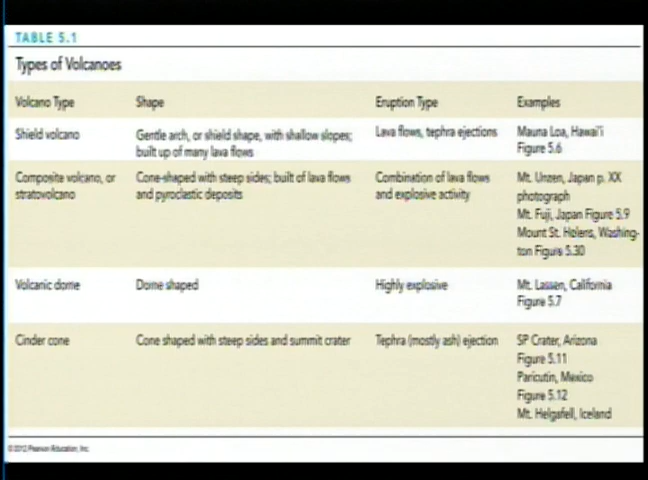 TABLE 5.1
Types of Volcanoes
Volcano Type Shape Eruption Type Examples
Shield volcano Gentle arch, or shield shape, with shallow slopes; Lava flows, tephra ejections Mauna Loa, Hawai'i
built up of many lava flows Figure 5.6
Composite volcano, or Cone-shaped with steep sides; built of lava flows Combination of lava flows Mt. Unzen, Japan p. XX
stratovolcano and pyroclastic deposits and explosive activity photograph
Mt. Fuji, Japan Figure 5.9
Mount St. Helens, Washing-
ton Figure 5.30
Volcanic dome Dome shaped Highly explosive Mt. Lassen, California
Figure 5.7
Cinder cone Cone shaped with steep sides and summit crater Tephra (mostly ash) ejection SP Crater, Arizona
Figure 5.11
Paricutin, Mexico
Figure 5.12
Mt. Helgafell, Iceland
© 2012 Pearson Education, Inc.